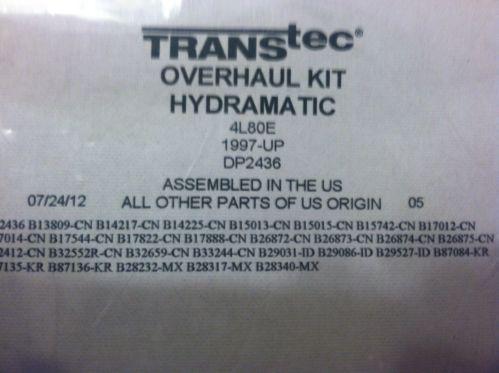 TRANStec®
OVERHAUL KIT
HYDRAMATIC
4L80E
1997-UP
DP2436
ASSEMBLED IN THE US
07/24/12 ALL OTHER PARTS OF US ORIGIN 05
2436 B13809-CN B14217-CN B14225-CN B15013-CN B15015-CN B15742-CN B17012-CN
7014-CN B17544-CN B17822-CN B17888-CN B26872-CN B26873-CN B26874-CN B26875-CN
2412-CN B32552R-CN B32659-CN B33244-CN B29031-ID B29086-ID B29527-ID B87084-KR
7135-KR B87136-KR B28232-MX B28317-MX B28340-MX